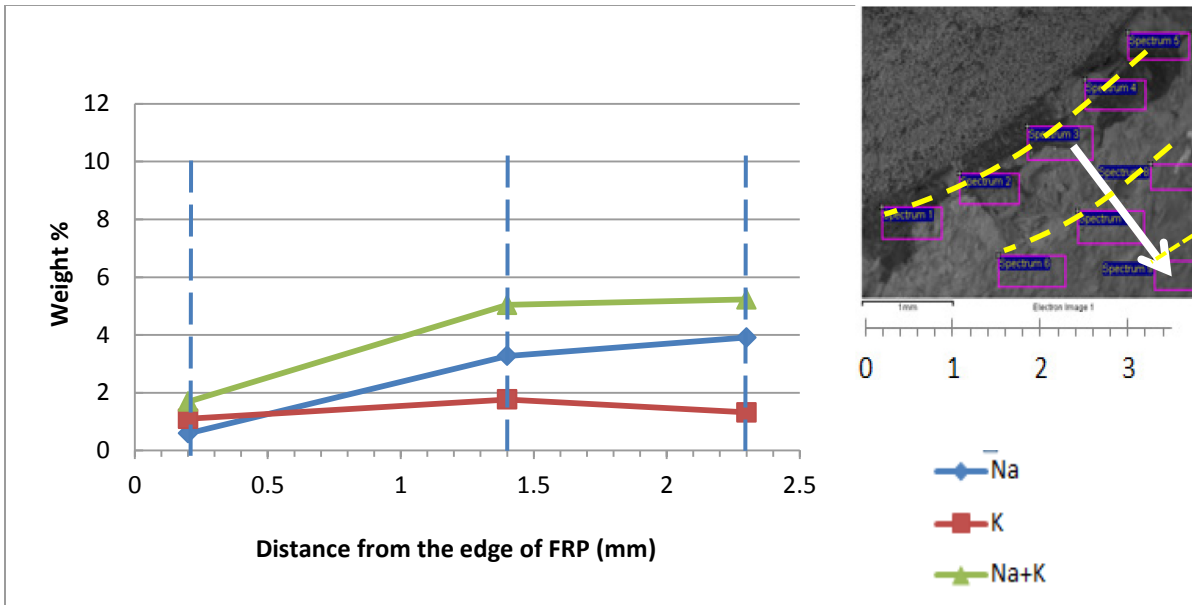 12
10
8
6
4
2
0
Weight %
0 0.5 1 1.5 2 2.5
Distance from the edge of FRP (mm)
Spectrum 5
Spectrum 4
Spectrum 3
Spectrum 2
Spectrum 1
Spectrum 6
1mm
Electron Image 1
0 1 2 3
Na
K
Na+K